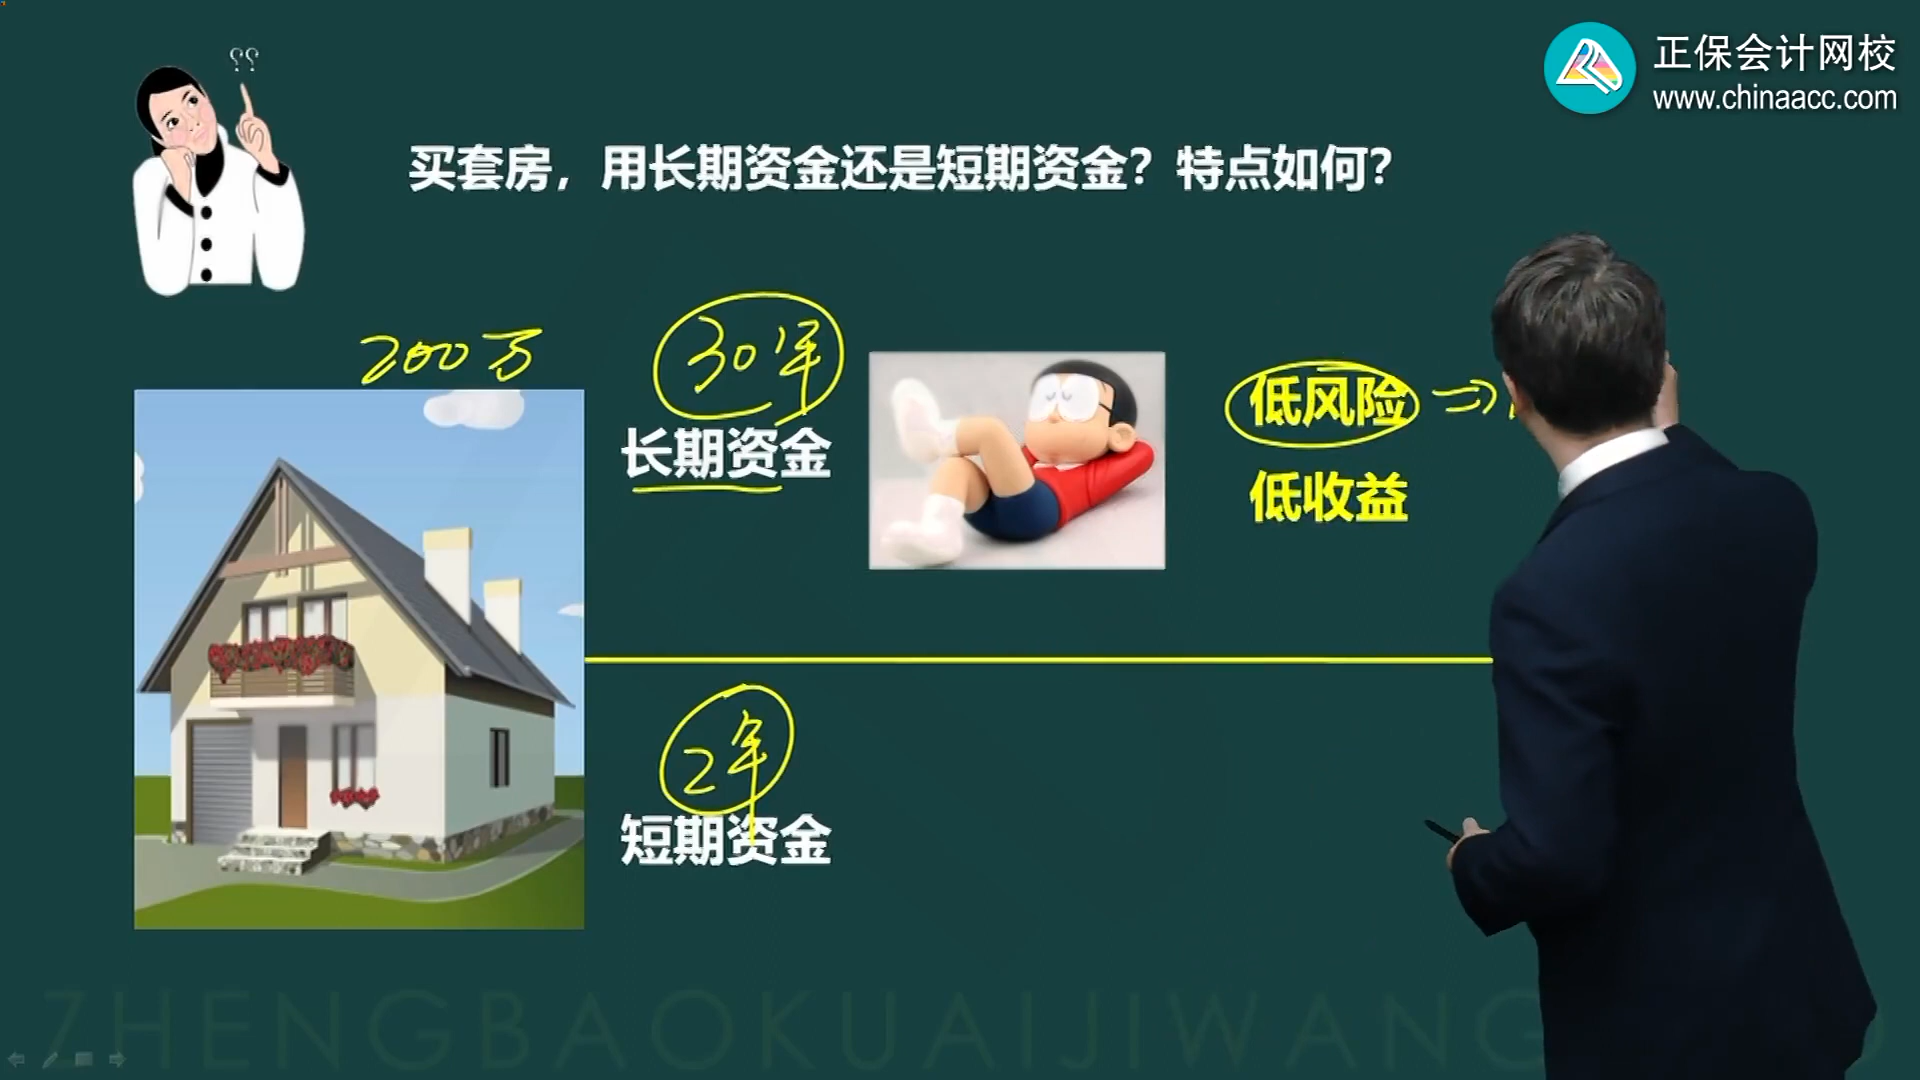 ??
正保会计网校
www.chinaacc.com
买套房，用长期资金还是短期资金？特点如何？
200万
30年
长期资金
低风险 ⇒
低收益
2年
短期资金
ZHENGBAOKUAIJIWANG